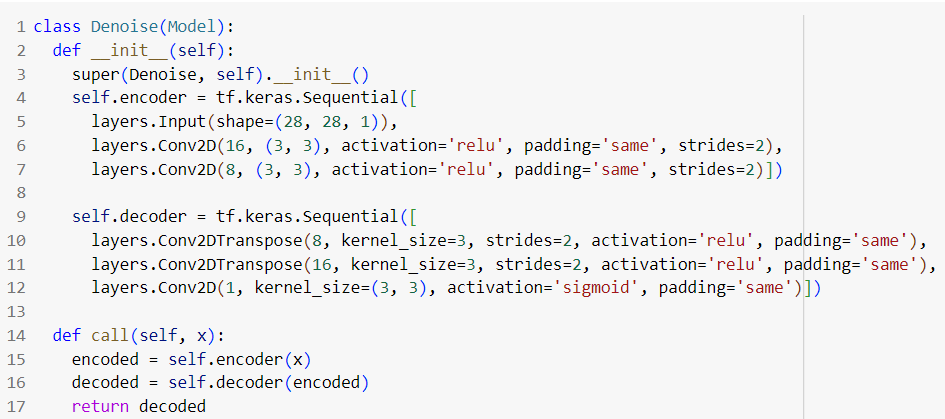 1 class Denoise(Model):
2   def __init__(self):
3     super(Denoise, self).__init__()
4     self.encoder = tf.keras.Sequential([
5       layers.Input(shape=(28, 28, 1)),
6       layers.Conv2D(16, (3, 3), activation='relu', padding='same', strides=2),
7       layers.Conv2D(8, (3, 3), activation='relu', padding='same', strides=2)])
8
9     self.decoder = tf.keras.Sequential([
10       layers.Conv2DTranspose(8, kernel_size=3, strides=2, activation='relu', padding='same'),
11       layers.Conv2DTranspose(16, kernel_size=3, strides=2, activation='relu', padding='same'),
12       layers.Conv2D(1, kernel_size=(3, 3), activation='sigmoid', padding='same')])
13
14   def call(self, x):
15     encoded = self.encoder(x)
16     decoded = self.decoder(encoded)
17     return decoded